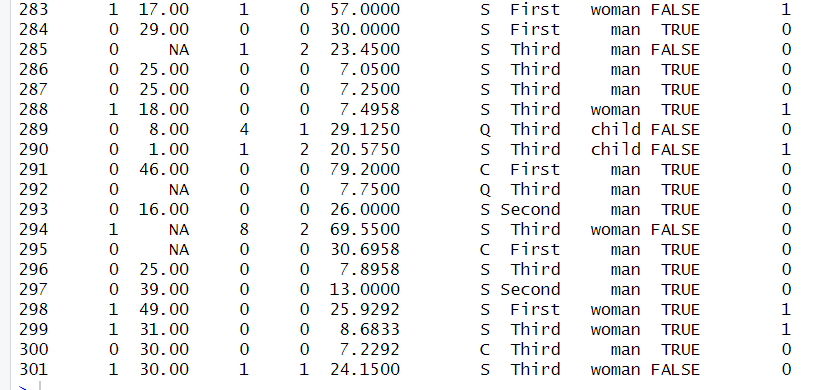 283 1 17.00 1 0 57.0000 S First woman FALSE 1
284 0 29.00 0 0 30.0000 S First man TRUE 0
285 0 NA 1 2 23.4500 S Third man FALSE 0
286 0 25.00 0 0 7.0500 S Third man TRUE 0
287 0 25.00 0 0 7.2500 S Third man TRUE 0
288 1 18.00 0 0 7.4958 S Third woman TRUE 1
289 0 8.00 4 1 29.1250 Q Third child FALSE 0
290 0 1.00 1 2 20.5750 S Third child FALSE 1
291 0 46.00 0 0 79.2000 C First man TRUE 0
292 0 NA 0 0 7.7500 Q Third man TRUE 0
293 0 16.00 0 0 26.0000 S Second man TRUE 0
294 1 NA 8 2 69.5500 S Third woman FALSE 0
295 0 NA 0 0 30.6958 C First man TRUE 0
296 0 25.00 0 0 7.8958 S Third man TRUE 0
297 0 39.00 0 0 13.0000 S Second man TRUE 0
298 1 49.00 0 0 25.9292 S First woman TRUE 1
299 1 31.00 0 0 8.6833 S Third woman TRUE 1
300 0 30.00 0 0 7.2292 C Third man TRUE 0
301 1 30.00 1 1 24.1500 S Third woman FALSE 0
>